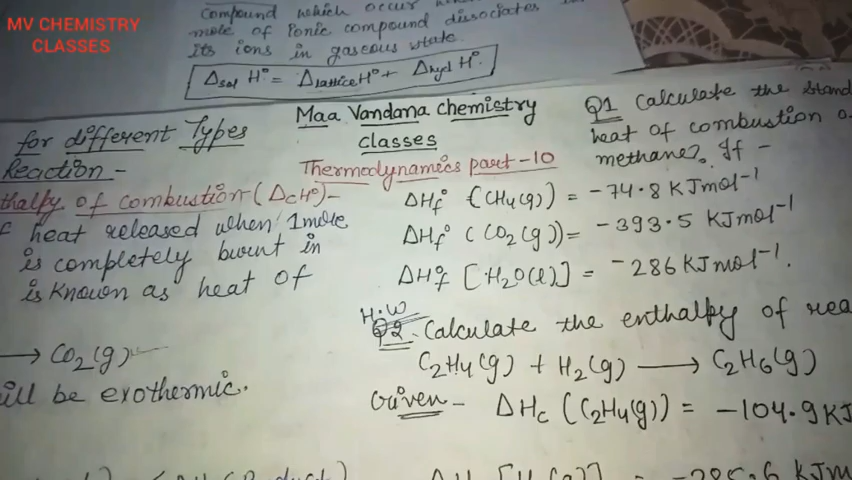 MV CHEMISTRY
CLASSES
Compound which occur
mole of Ionic compound dissociates
its ions in gaseous state.
ΔsolH° = ΔlatticeH° + ΔhydH°
for different Types
Reaction -
thalpy of combustion - (ΔcH°) -
heat released when 1 mole
is completely burnt in
is known as heat of
→ CO2(g)
ill be exothermic.
Maa Vandana chemistry
classes
Thermodynamics part-10
Q1 Calculate the stand
heat of combustion o
methane?. If -
ΔHf° (CH4(g)) = -74.8 KJmol-1
ΔHf° (CO2(g)) = -393.5 KJmol-1
ΔH°f [H2O(l)] = -286 KJmol-1.
H.W
Q2. Calculate the enthalpy of rea
C2H4(g) + H2(g) → C2H6(g)
Given - ΔHc (C2H4(g)) = -104.9 KJ
= -285.6 KJm